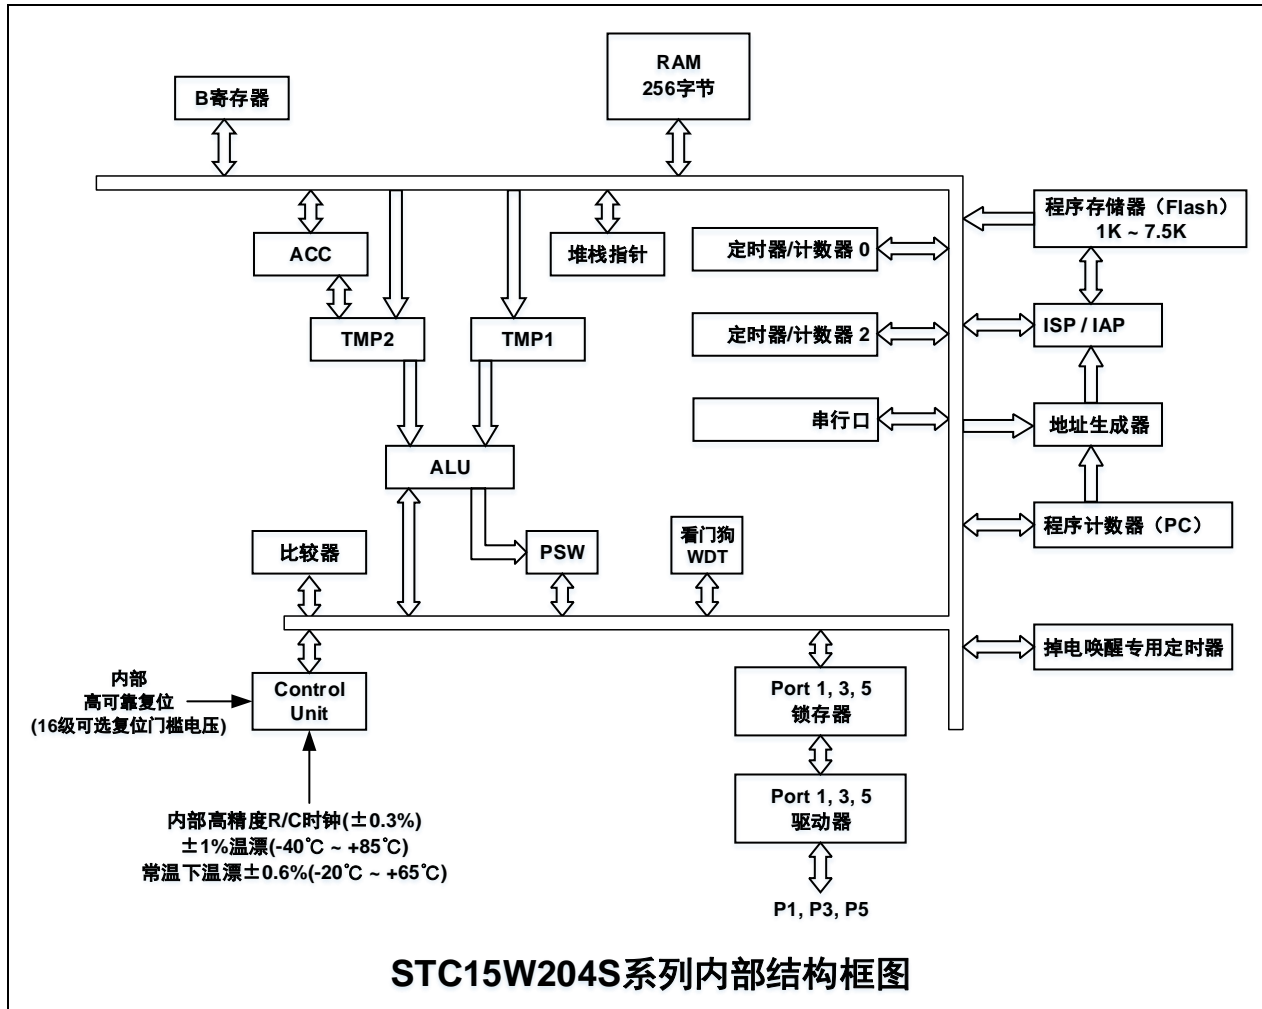 RAM
256字节
B寄存器
程序存储器（Flash）
1K ~ 7.5K
ACC
堆栈指针
定时器/计数器 0
ISP / IAP
TMP2
TMP1
定时器/计数器 2
串行口
地址生成器
ALU
程序计数器（PC）
比较器
PSW
看门狗
WDT
掉电唤醒专用定时器
内部
高可靠复位
(16级可选复位门槛电压)
Control
Unit
Port 1, 3, 5
锁存器
Port 1, 3, 5
驱动器
内部高精度R/C时钟(±0.3%)
±1%温漂(-40℃ ~ +85℃)
常温下温漂±0.6%(-20℃ ~ +65℃)
P1, P3, P5
STC15W204S系列内部结构框图